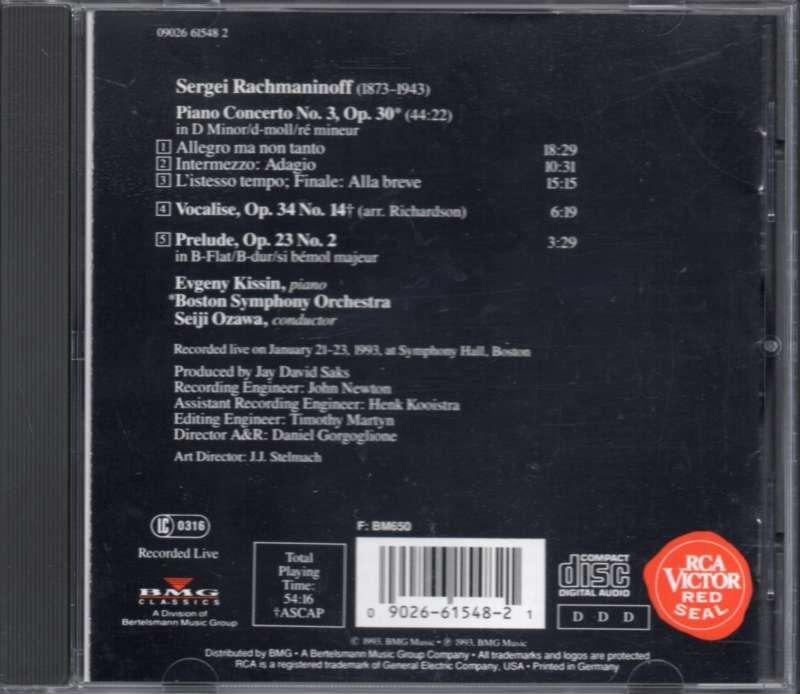 09026 61548 2
Sergei Rachmaninoff (1873–1943)
Piano Concerto No. 3, Op. 30* (44:22)
in D Minor/d-moll/ré mineur
1 Allegro ma non tanto 18:29
2 Intermezzo: Adagio 10:31
3 L'istesso tempo; Finale: Alla breve 15:15
4 Vocalise, Op. 34 No. 14† (arr. Richardson) 6:19
5 Prelude, Op. 23 No. 2 3:29
in B-Flat/B-dur/si bémol majeur
Evgeny Kissin, piano
*Boston Symphony Orchestra
Seiji Ozawa, conductor
Recorded live on January 21–23, 1993, at Symphony Hall, Boston
Produced by Jay David Saks
Recording Engineer: John Newton
Assistant Recording Engineer: Henk Kooistra
Editing Engineer: Timothy Martyn
Director A&R: Daniel Gorgoglione
Art Director: J.J. Stelmach
LC 0316
Recorded Live
BMG
CLASSICS
A Division of
Bertelsmann Music Group
Total
Playing
Time:
54:16
†ASCAP
F: BM650
0 9026-61548-2 1
COMPACT
disc
DIGITAL AUDIO
D D D
RCA
VICTOR
RED
SEAL
© 1993, BMG Music • ℗ 1993, BMG Music
Distributed by BMG • A Bertelsmann Music Group Company • All trademarks and logos are protected
RCA is a registered trademark of General Electric Company, USA • Printed in Germany